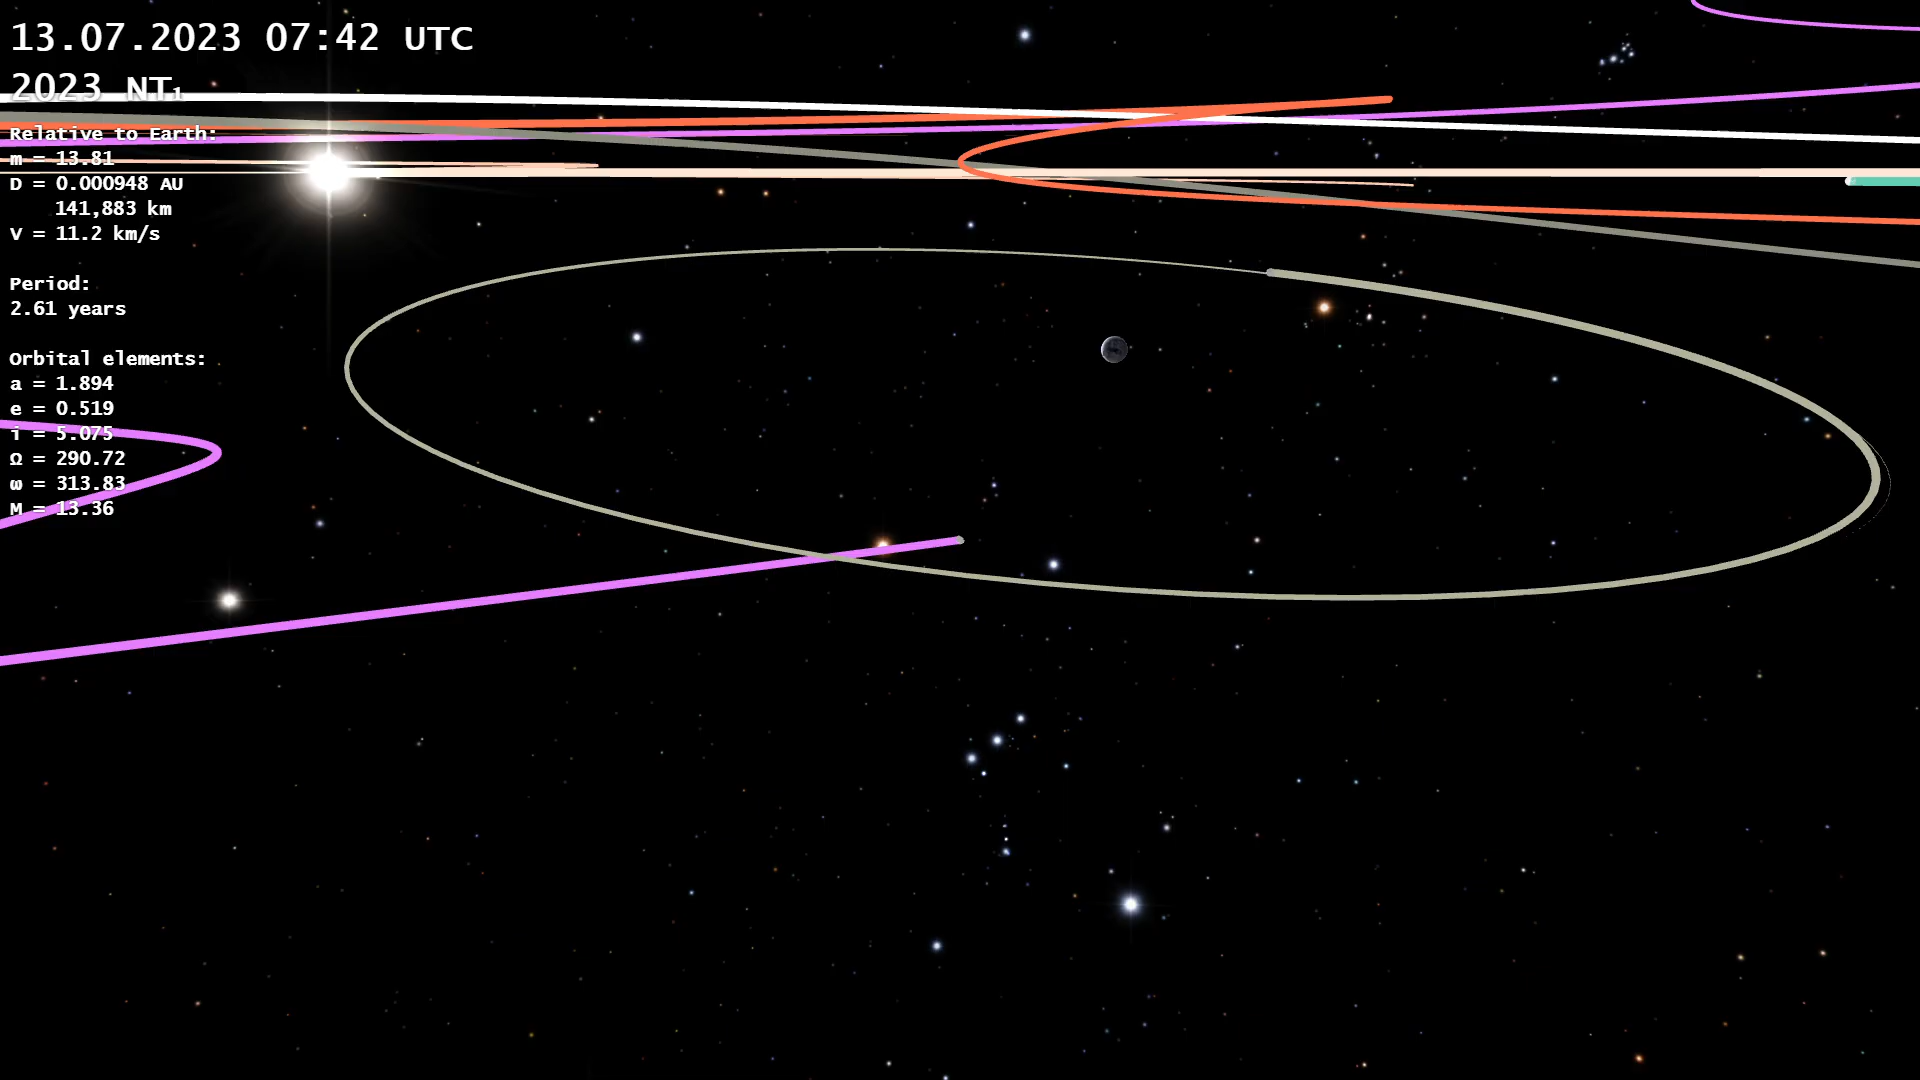 13.07.2023 07:42 UTC
2023 NT₁
Relative to Earth:
m = 13.81
D = 0.000948 AU
141,883 km
V = 11.2 km/s
Period:
2.61 years
Orbital elements:
a = 1.894
e = 0.519
i = 5.075
Ω = 290.72
ω = 313.83
M = 13.36